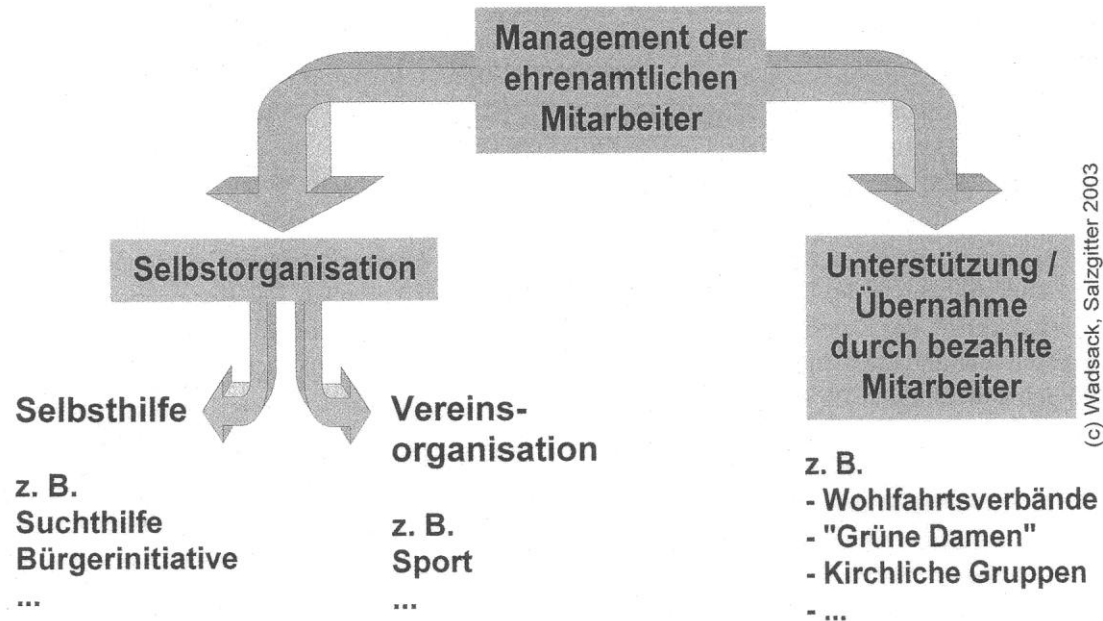 Management der
ehrenamtlichen
Mitarbeiter
Selbstorganisation
Selbsthilfe
z. B.
Suchthilfe
Bürgerinitiative
...
Vereins-
organisation
z. B.
Sport
...
Unterstützung /
Übernahme
durch bezahlte
Mitarbeiter
z. B.
- Wohlfahrtsverbände
- "Grüne Damen"
- Kirchliche Gruppen
- ...
(c) Wadsack, Salzgitter 2003